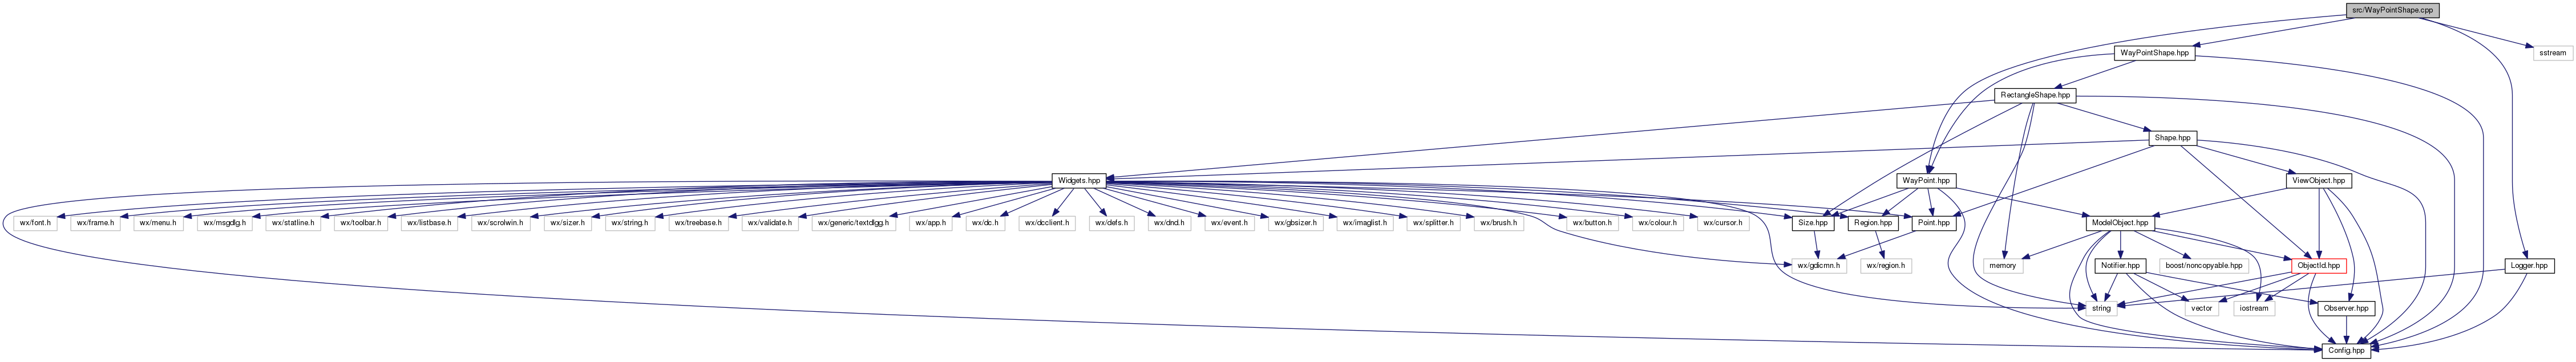 src/WayPointShape.cpp
WayPointShape.hpp
sstream
RectangleShape.hpp
Shape.hpp
Widgets.hpp
WayPoint.hpp
ViewObject.hpp
wx/font.h
wx/frame.h
wx/menu.h
wx/msgdlg.h
wx/statline.h
wx/toolbar.h
wx/listbase.h
wx/scrolwin.h
wx/sizer.h
wx/string.h
wx/treebase.h
wx/validate.h
wx/generic/textdlgg.h
wx/app.h
wx/dc.h
wx/dcclient.h
wx/defs.h
wx/dnd.h
wx/event.h
wx/gbsizer.h
wx/imaglist.h
wx/splitter.h
wx/brush.h
wx/button.h
wx/colour.h
wx/cursor.h
Size.hpp
Region.hpp
Point.hpp
ModelObject.hpp
wx/gdicmn.h
wx/region.h
memory
Notifier.hpp
boost/noncopyable.hpp
ObjectId.hpp
Logger.hpp
string
vector
iostream
Observer.hpp
Config.hpp